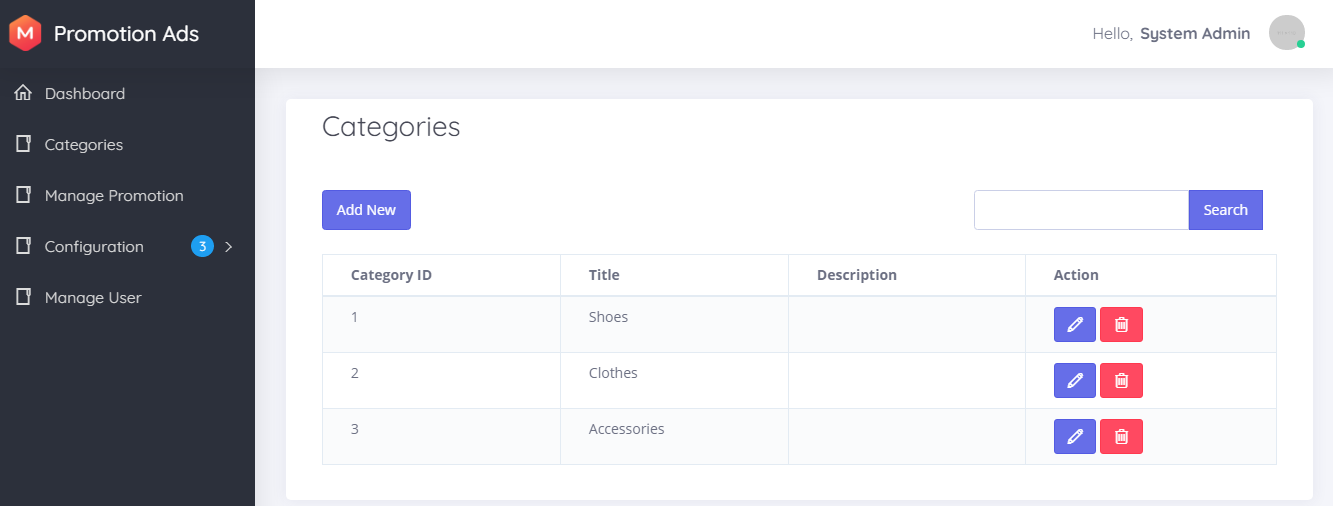 M Promotion Ads
Hello, System Admin
Dashboard
Categories
Manage Promotion
Configuration 3
Manage User
Categories
Add New
Search
Category ID Title Description Action
1 Shoes
2 Clothes
3 Accessories